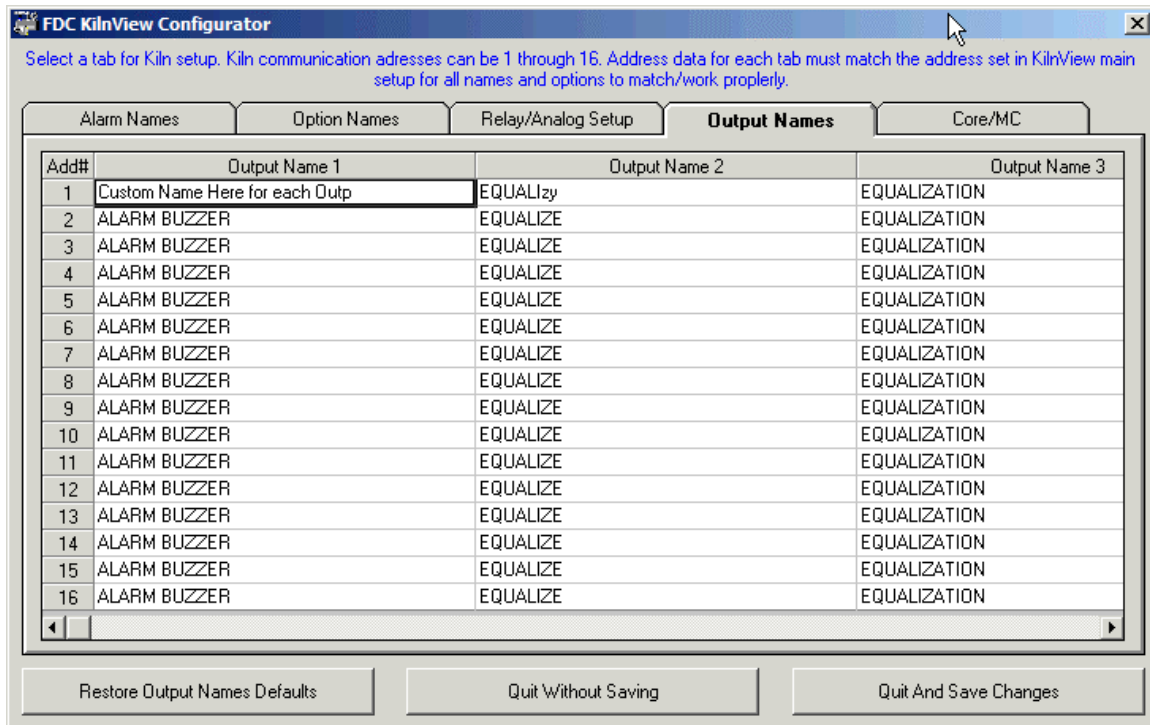 FDC KilnView Configurator
Select a tab for Kiln setup. Kiln communication adresses can be 1 through 16. Address data for each tab must match the address set in KilnView main
setup for all names and options to match/work proplerly.
Alarm Names Option Names Relay/Analog Setup Output Names Core/MC
Add# Output Name 1 Output Name 2 Output Name 3
1 Custom Name Here for each Outp EQUALIzy EQUALIZATION
2 ALARM BUZZER EQUALIZE EQUALIZATION
3 ALARM BUZZER EQUALIZE EQUALIZATION
4 ALARM BUZZER EQUALIZE EQUALIZATION
5 ALARM BUZZER EQUALIZE EQUALIZATION
6 ALARM BUZZER EQUALIZE EQUALIZATION
7 ALARM BUZZER EQUALIZE EQUALIZATION
8 ALARM BUZZER EQUALIZE EQUALIZATION
9 ALARM BUZZER EQUALIZE EQUALIZATION
10 ALARM BUZZER EQUALIZE EQUALIZATION
11 ALARM BUZZER EQUALIZE EQUALIZATION
12 ALARM BUZZER EQUALIZE EQUALIZATION
13 ALARM BUZZER EQUALIZE EQUALIZATION
14 ALARM BUZZER EQUALIZE EQUALIZATION
15 ALARM BUZZER EQUALIZE EQUALIZATION
16 ALARM BUZZER EQUALIZE EQUALIZATION
Restore Output Names Defaults Quit Without Saving Quit And Save Changes